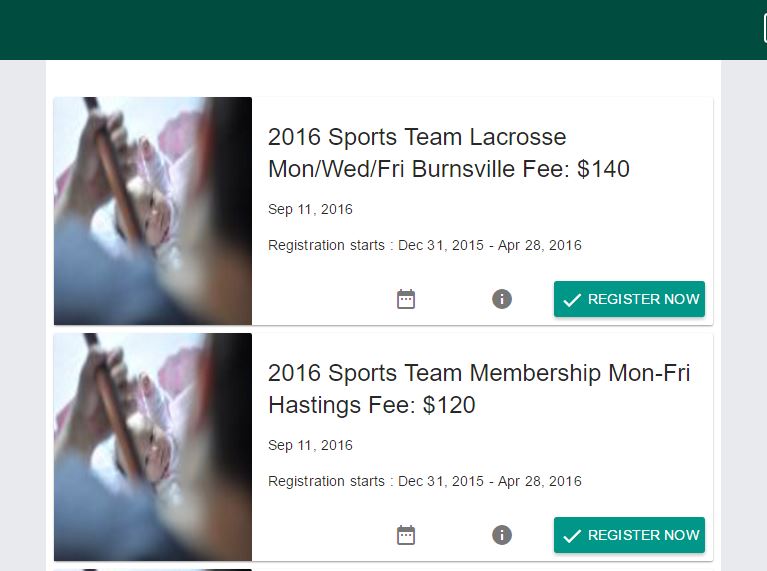 2016 Sports Team Lacrosse
Mon/Wed/Fri Burnsville Fee: $140
Sep 11, 2016
Registration starts : Dec 31, 2015 - Apr 28, 2016
REGISTER NOW
2016 Sports Team Membership Mon-Fri
Hastings Fee: $120
Sep 11, 2016
Registration starts : Dec 31, 2015 - Apr 28, 2016
REGISTER NOW